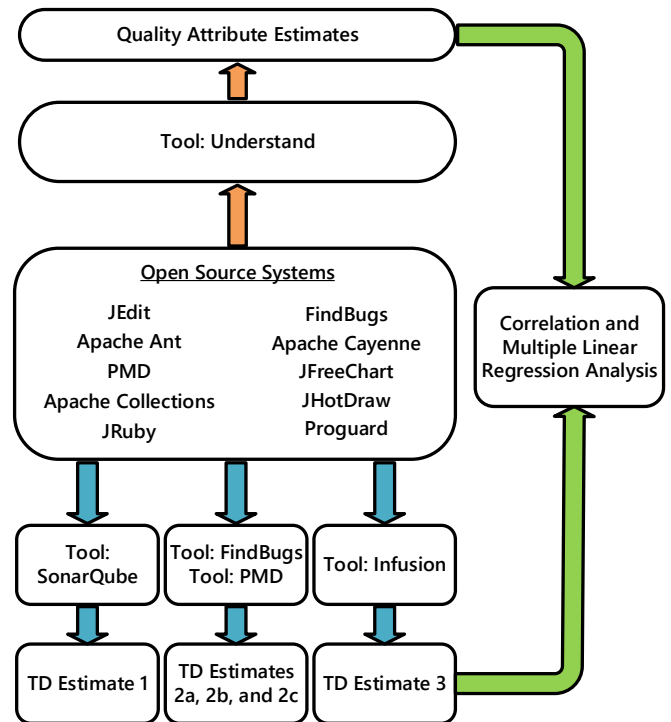 Quality Attribute Estimates
Tool: Understand
Open Source Systems
JEdit
Apache Ant
PMD
Apache Collections
JRuby
FindBugs
Apache Cayenne
JFreeChart
JHotDraw
Proguard
Correlation and
Multiple Linear
Regression Analysis
Tool:
SonarQube
Tool: FindBugs
Tool: PMD
Tool: Infusion
TD Estimate 1
TD Estimates
2a, 2b, and 2c
TD Estimate 3